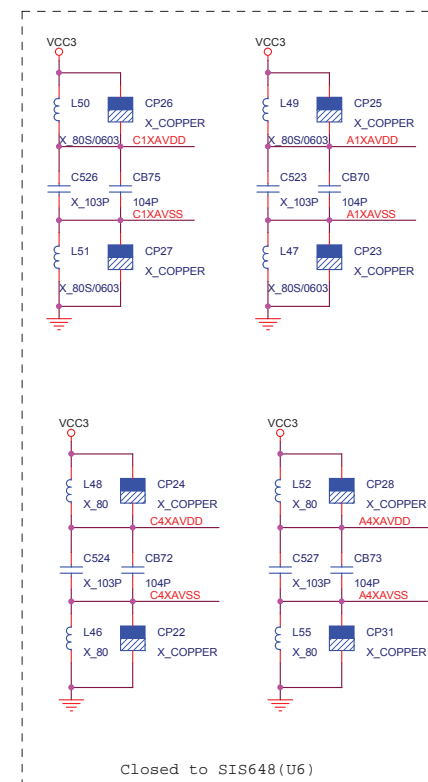 VCC3
L50
CP26
X_COPPER
X_80S/0603
C1XAVDD
C526
CB75
X_103P
104P
C1XAVSS
L51
CP27
X_COPPER
X_80S/0603
VCC3
L49
CP25
X_COPPER
X_80S/0603
A1XAVDD
C523
CB70
X_103P
104P
A1XAVSS
L47
CP23
X_COPPER
X_80S/0603
VCC3
L48
CP24
X_80
X_COPPER
C4XAVDD
C524
CB72
X_103P
104P
C4XAVSS
L46
CP22
X_80
X_COPPER
VCC3
L52
CP28
X_80
X_COPPER
A4XAVDD
C527
CB73
X_103P
104P
A4XAVSS
L55
CP31
X_80
X_COPPER
Closed to SIS648(U6)